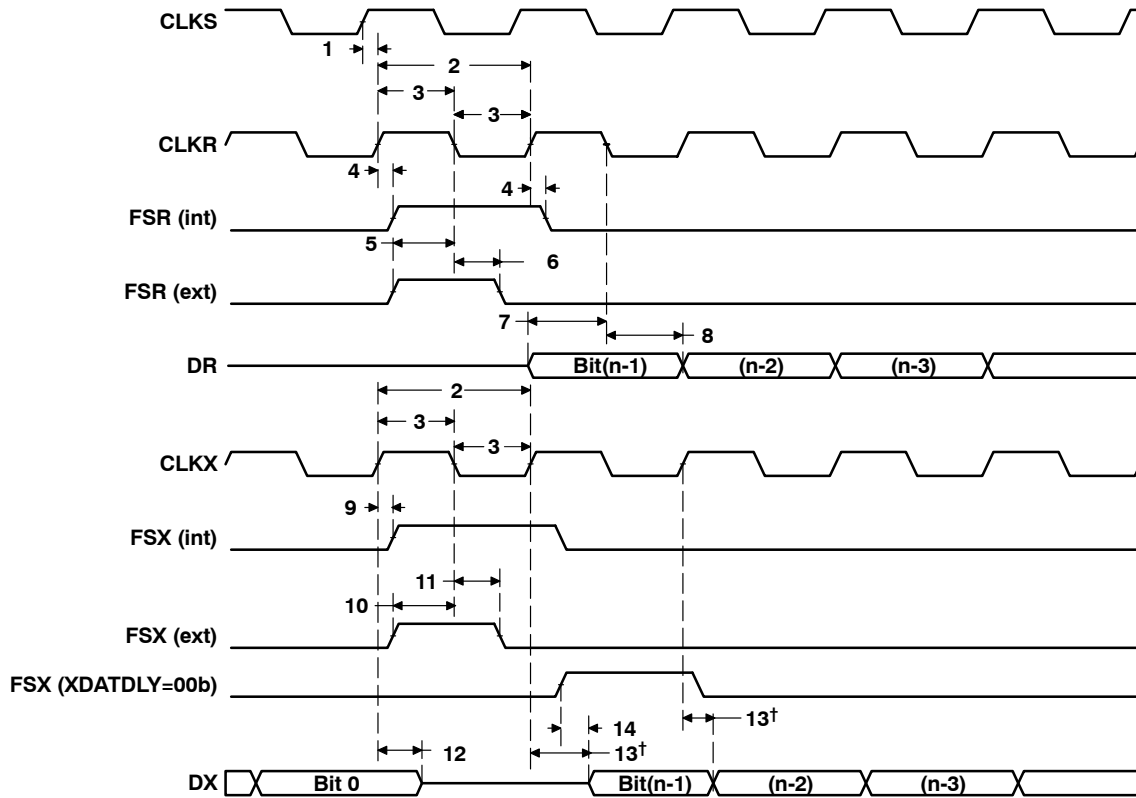 CLKS
1
2
3
3
CLKR
4
4
FSR (int)
5
6
FSR (ext)
7
8
DR
Bit(n-1)
(n-2)
(n-3)
2
3
3
CLKX
9
FSX (int)
11
10
FSX (ext)
FSX (XDATDLY=00b)
13†
14
12
13†
DX
Bit 0
Bit(n-1)
(n-2)
(n-3)